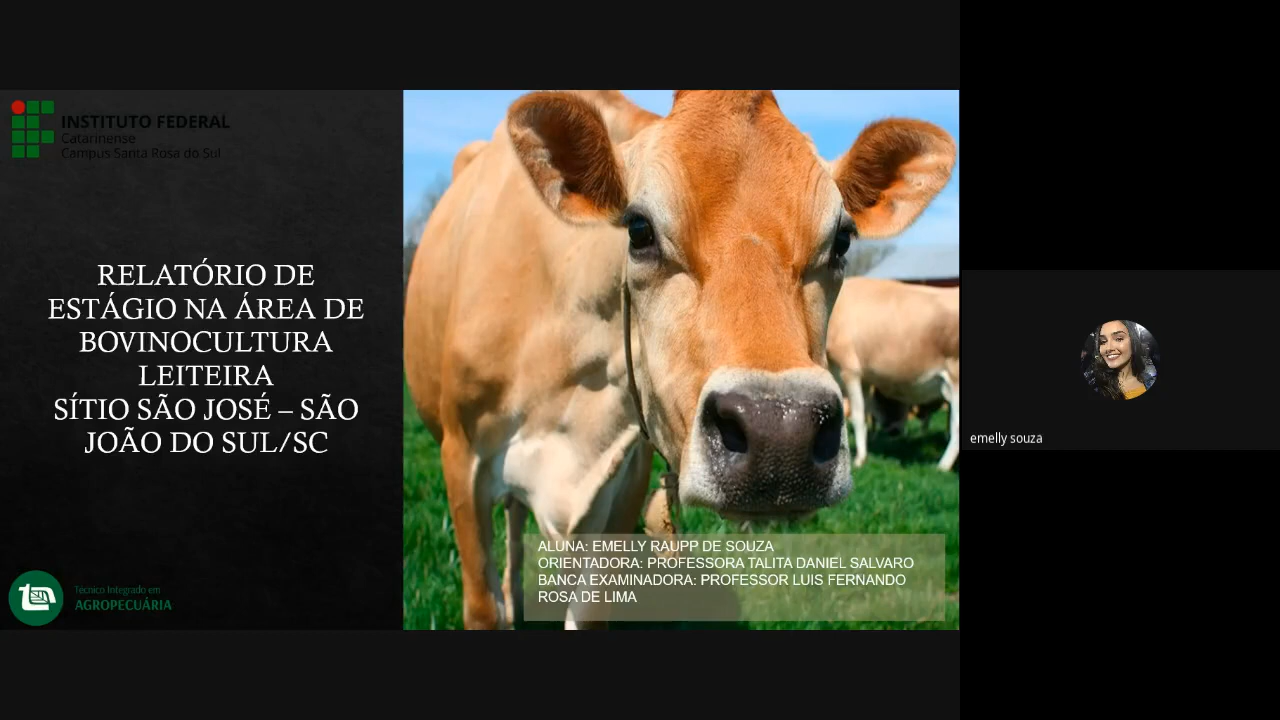 INSTITUTO FEDERAL
Catarinense
Campus Santa Rosa do Sul
RELATÓRIO DE
ESTÁGIO NA ÁREA DE
BOVINOCULTURA
LEITEIRA
SÍTIO SÃO JOSÉ – SÃO
JOÃO DO SUL/SC
Técnico Integrado em
AGROPECUÁRIA
ALUNA: EMELLY RAUPP DE SOUZA
ORIENTADORA: PROFESSORA TALITA DANIEL SALVARO
BANCA EXAMINADORA: PROFESSOR LUIS FERNANDO
ROSA DE LIMA
emelly souza